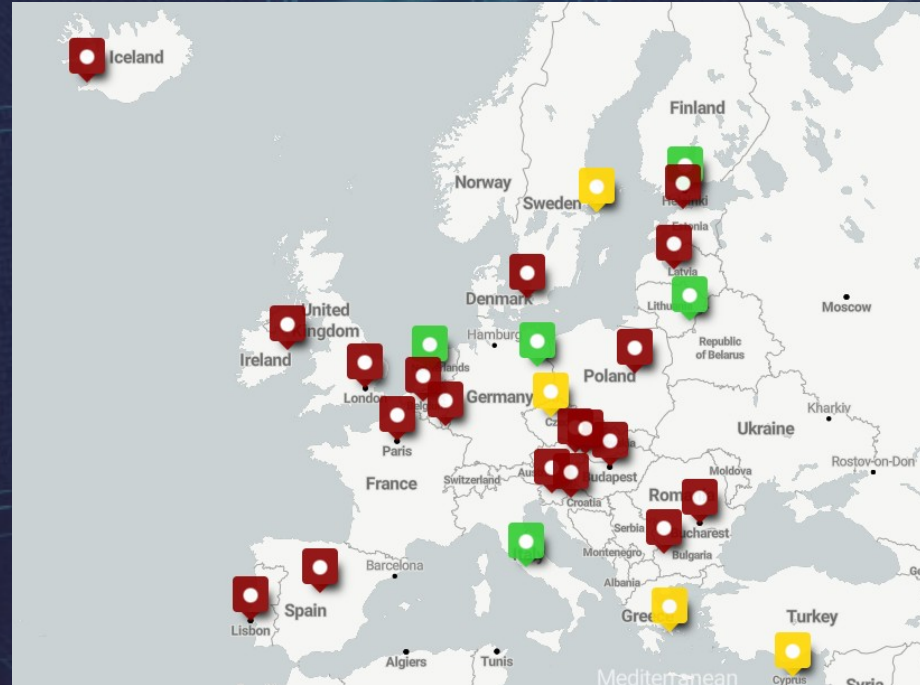 Iceland
Finland
Norway
Sweden
Estonia
Latvia
Denmark
Moscow
United
Kingdom
Hamburg
Republic
of Belarus
Ireland
Poland
London
Germany
Kharkiv
Ukraine
Paris
Rostov-on-Don
Moldova
France
Switzerland
Budapest
Croatia
Serbia
Bucharest
Montenegro
Bulgaria
Barcelona
Albania
Spain
Turkey
Lisbon
Algiers
Tunis
Mediterranean
Cyprus